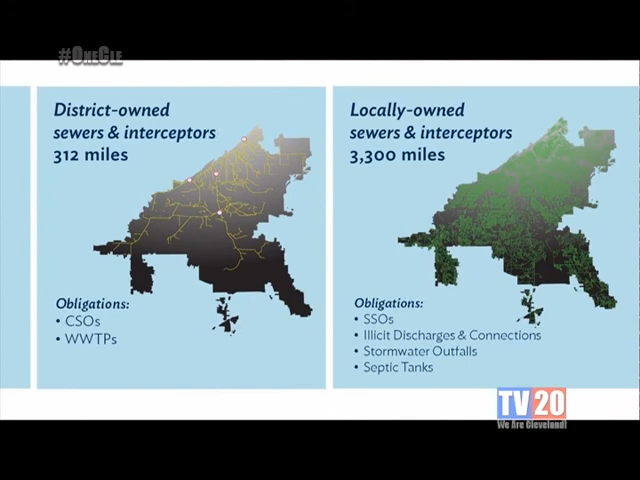 #OneCle
District-owned
sewers & interceptors
312 miles
Obligations:
• CSOs
• WWTPs
Locally-owned
sewers & interceptors
3,300 miles
Obligations:
• SSOs
• Illicit Discharges & Connections
• Stormwater Outfalls
• Septic Tanks
TV20
We Are Cleveland!